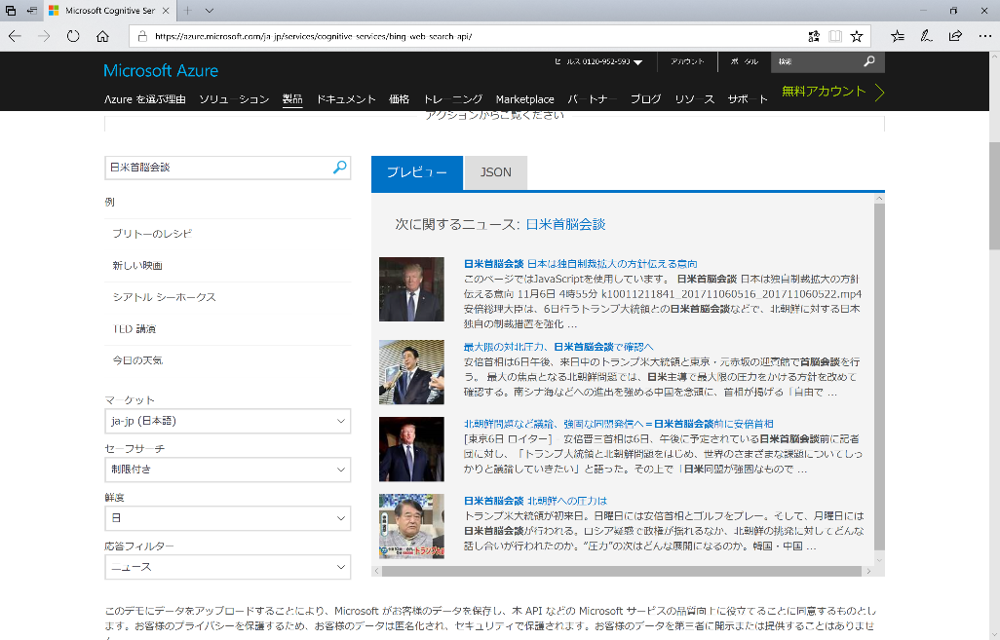 Microsoft Cognitive Ser
https://azure.microsoft.com/ja-jp/services/cognitive-services/bing-web-search-api/
Microsoft Azure
セールス 0120-952-593
アカウント
ポータル
検索
Azure を選ぶ理由 ソリューション 製品 ドキュメント 価格 トレーニング Marketplace パートナー ブログ リソース サポート
無料アカウント
アクションからご覧ください
日米首脳会談
例
ブリトーのレシピ
新しい映画
シアトル シーホークス
TED 講演
今日の天気
マーケット
ja-jp (日本語)
セーフサーチ
制限付き
鮮度
日
応答フィルター
ニュース
プレビュー
JSON
次に関するニュース: 日米首脳会談
日米首脳会談 日本は独自制裁拡大の方針伝える意向
このページではJavaScriptを使用しています。 日米首脳会談 日本は独自制裁拡大の方針
伝える意向 11月6日 4時55分 k10011211841_201711060516_201711060522.mp4
安倍総理大臣は、6日行うトランプ大統領との日米首脳会談などで、北朝鮮に対する日本
独自の制裁措置を強化 ...
最大限の対北圧力、日米首脳会談で確認へ
安倍首相は6日午後、来日中のトランプ米大統領と東京・元赤坂の迎賓館で首脳会談を行
う。 最大の焦点となる北朝鮮問題では、日米主導で最大限の圧力をかける方針を改めて
確認する。南シナ海などへの進出を強める中国を念頭に、首相が掲げる「自由で ...
北朝鮮問題など議論、強固な同盟発信へ＝日米首脳会談前に安倍首相
[東京6日 ロイター] - 安倍晋三首相は6日、午後に予定されている日米首脳会談前に記者
団に対し、「トランプ大統領と北朝鮮問題をはじめ、世界のさまざまな課題についてしっ
かりと議論していきたい」と語った。その上で「日米同盟が強固なもので ...
日米首脳会談 北朝鮮への圧力は
トランプ米大統領が初来日。日曜日には安倍首相とゴルフをプレー。そして、月曜日には
日米首脳会談が行われる。ロシア疑惑で政権が揺れるなか、北朝鮮の挑発に対してどんな
話し合いが行われたのか。“圧力”の次はどんな展開になるのか。韓国・中国 ...
このデモにデータをアップロードすることにより、Microsoft がお客様のデータを保存し、本 API などの Microsoft サービスの品質向上に役立てることに同意するものとし
ます。お客様のプライバシーを保護するため、お客様のデータは匿名化され、セキュリティで保護されます。お客様のデータを第三者に開示または提供することはありませ